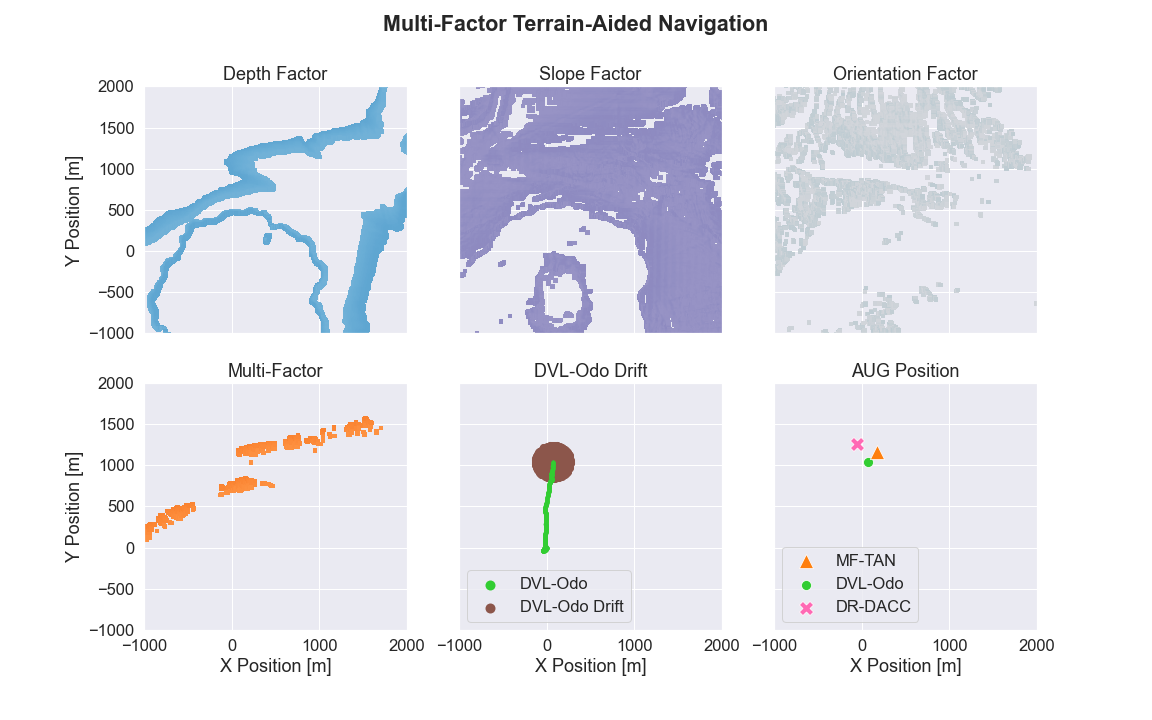 Multi-Factor Terrain-Aided Navigation
Depth Factor
Slope Factor
Orientation Factor
2000
1500
1000
500
0
−500
−1000
Y Position [m]
Multi-Factor
DVL-Odo Drift
AUG Position
2000
1500
1000
500
0
−500
−1000
Y Position [m]
DVL-Odo
DVL-Odo Drift
MF-TAN
DVL-Odo
DR-DACC
−1000 0 1000 2000
−1000 0 1000 2000
−1000 0 1000 2000
X Position [m]
X Position [m]
X Position [m]